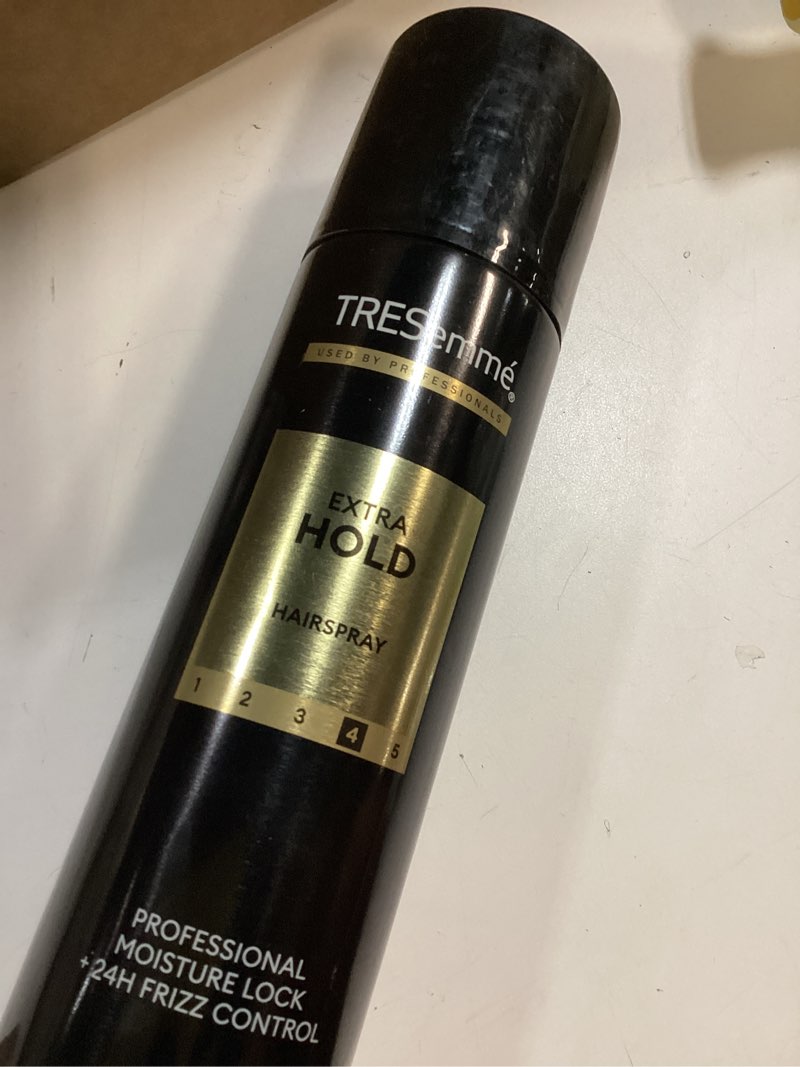 TRESemmé®
USED BY PROFESSIONALS
EXTRA
HOLD
HAIRSPRAY
1 2 3 4 5
PROFESSIONAL
MOISTURE LOCK
+24H FRIZZ CONTROL